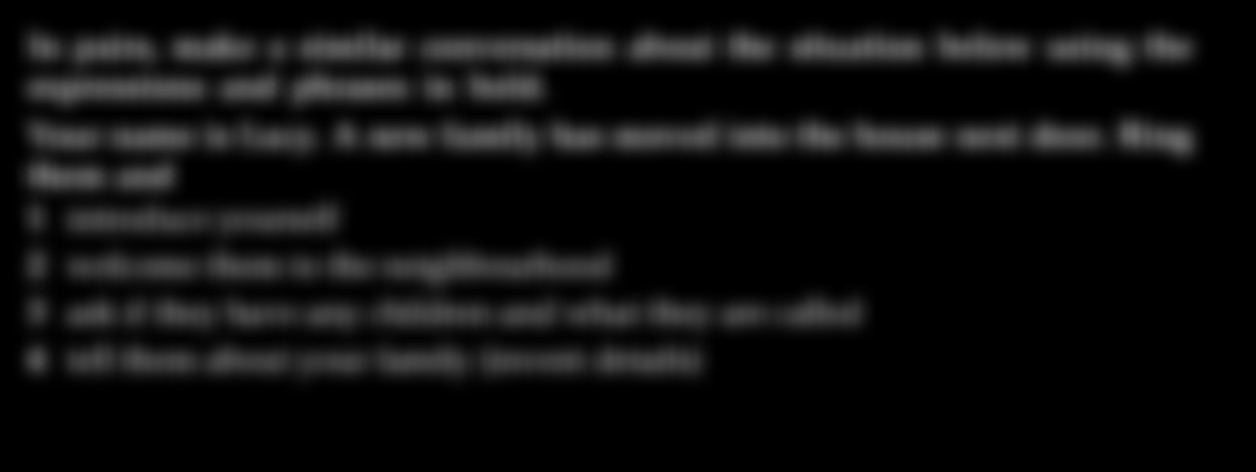 In pairs, make a similar conversation about the situation below using the
expressions and phrases in bold.
Your name is Lucy. A new family has moved into the house next door. Ring
them and
1 introduce yourself
2 welcome them to the neighbourhood
3 ask if they have any children and what they are called
4 tell them about your family (invent details)